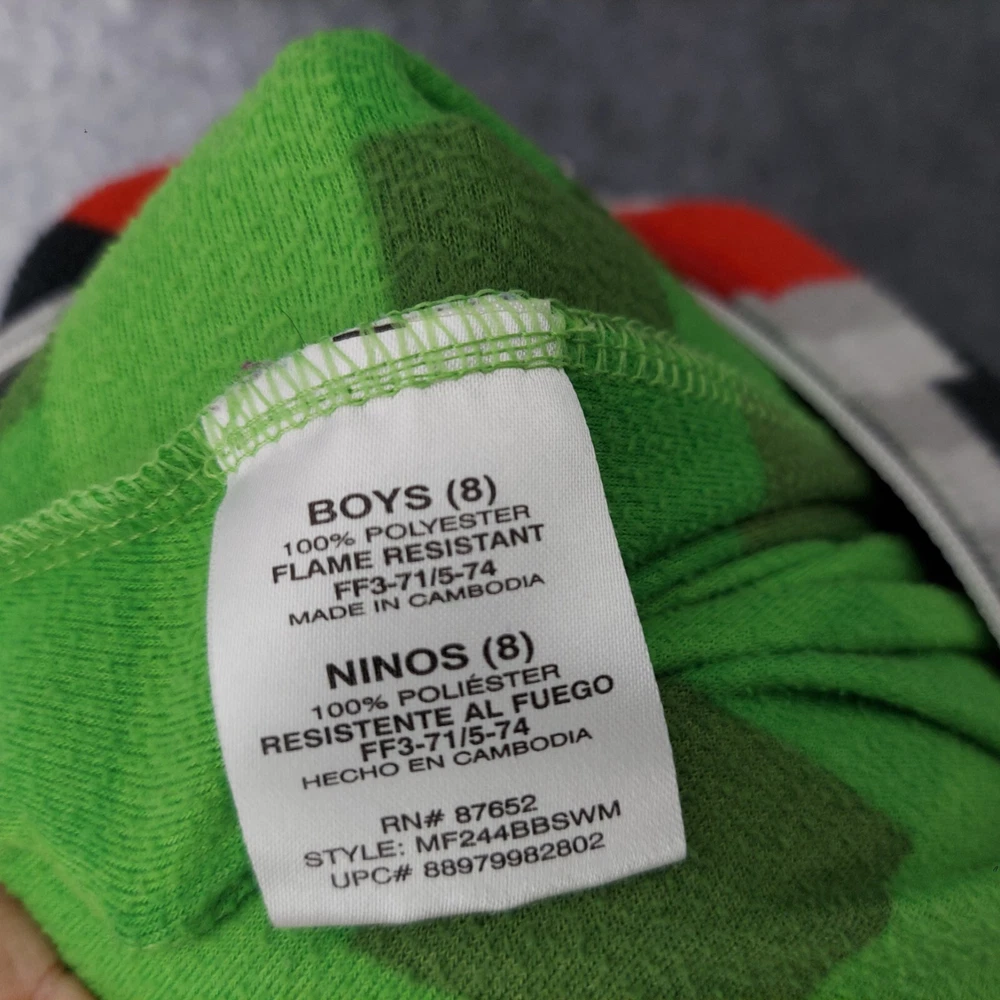 BOYS (8)
100% POLYESTER
FLAME RESISTANT
FF3-71/5-74
MADE IN CAMBODIA
NINOS (8)
100% POLIÉSTER
RESISTENTE AL FUEGO
FF3-71/5-74
HECHO EN CAMBODIA
RN# 87652
STYLE: MF244BBSWM
UPC# 88979982802